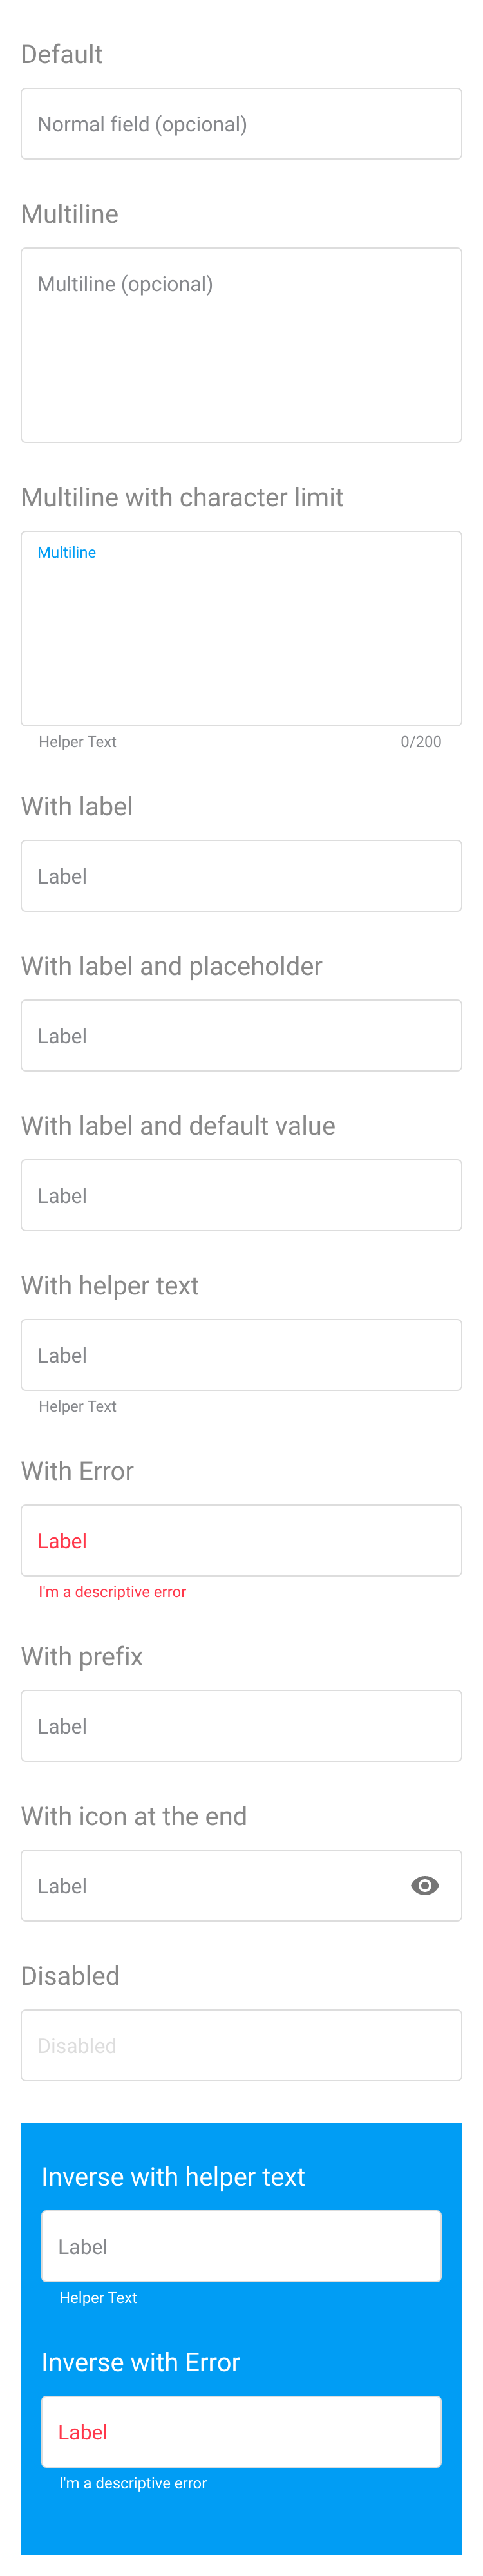 Default
Normal field (opcional)
Multiline
Multiline (opcional)
Multiline with character limit
Multiline
Helper Text 0/200
With label
Label
With label and placeholder
Label
With label and default value
Label
With helper text
Label
Helper Text
With Error
Label
I'm a descriptive error
With prefix
Label
With icon at the end
Label
Disabled
Disabled
Inverse with helper text
Label
Helper Text
Inverse with Error
Label
I'm a descriptive error